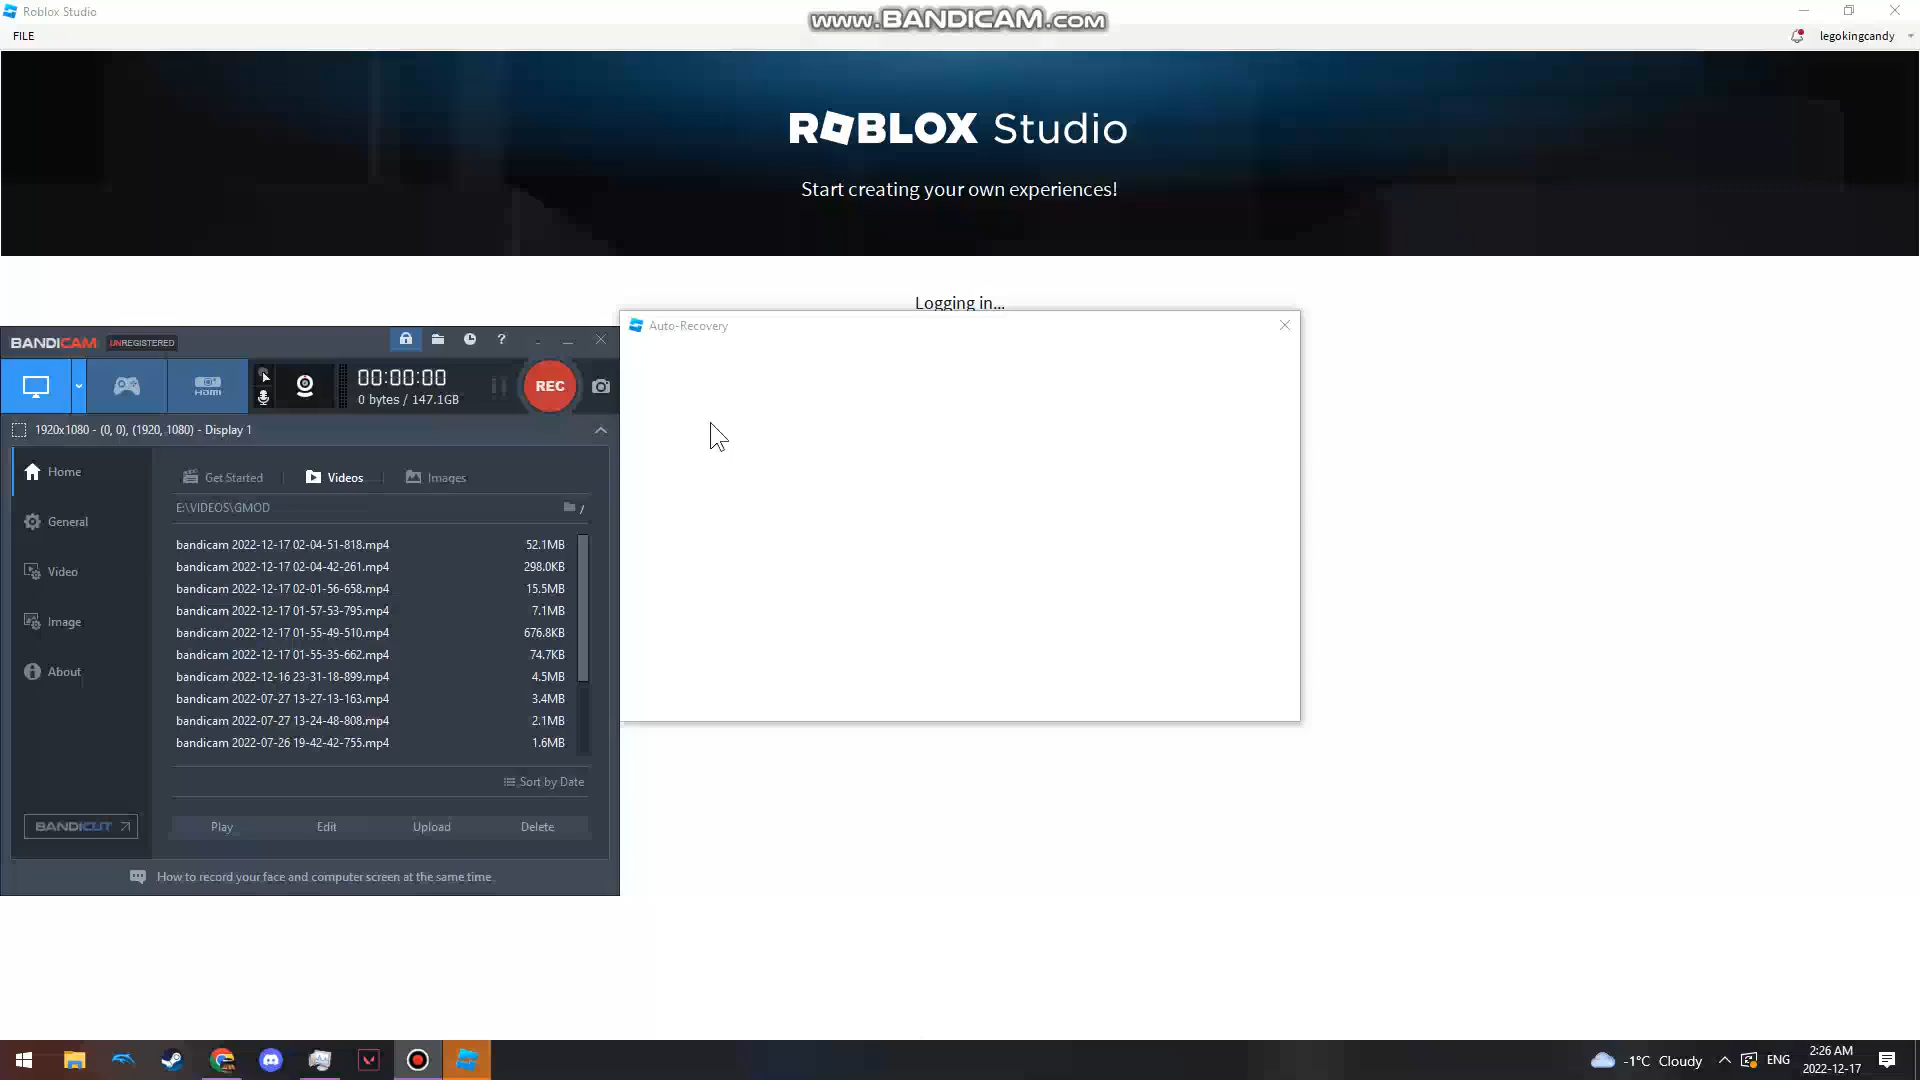 Roblox Studio
www.BANDICAM.com
FILE
legokingcandy
ROBLOX Studio
Start creating your own experiences!
Logging in...
Auto-Recovery
BANDICAM UNREGISTERED
?
HDMI
00:00:00
0 bytes / 147.1GB
REC
1920x1080 - (0, 0), (1920, 1080) - Display 1
Home
General
Video
Image
About
Get Started
Videos
Images
E:\VIDEOS\GMOD
/
bandicam 2022-12-17 02-04-51-818.mp4 52.1MB
bandicam 2022-12-17 02-04-42-261.mp4 298.0KB
bandicam 2022-12-17 02-01-56-658.mp4 15.5MB
bandicam 2022-12-17 01-57-53-795.mp4 7.1MB
bandicam 2022-12-17 01-55-49-510.mp4 676.8KB
bandicam 2022-12-17 01-55-35-662.mp4 74.7KB
bandicam 2022-12-16 23-31-18-899.mp4 4.5MB
bandicam 2022-07-27 13-27-13-163.mp4 3.4MB
bandicam 2022-07-27 13-24-48-808.mp4 2.1MB
bandicam 2022-07-26 19-42-42-755.mp4 1.6MB
Sort by Date
BANDICUT
Play Edit Upload Delete
How to record your face and computer screen at the same time
-1°C Cloudy
ENG
2:26 AM
2022-12-17